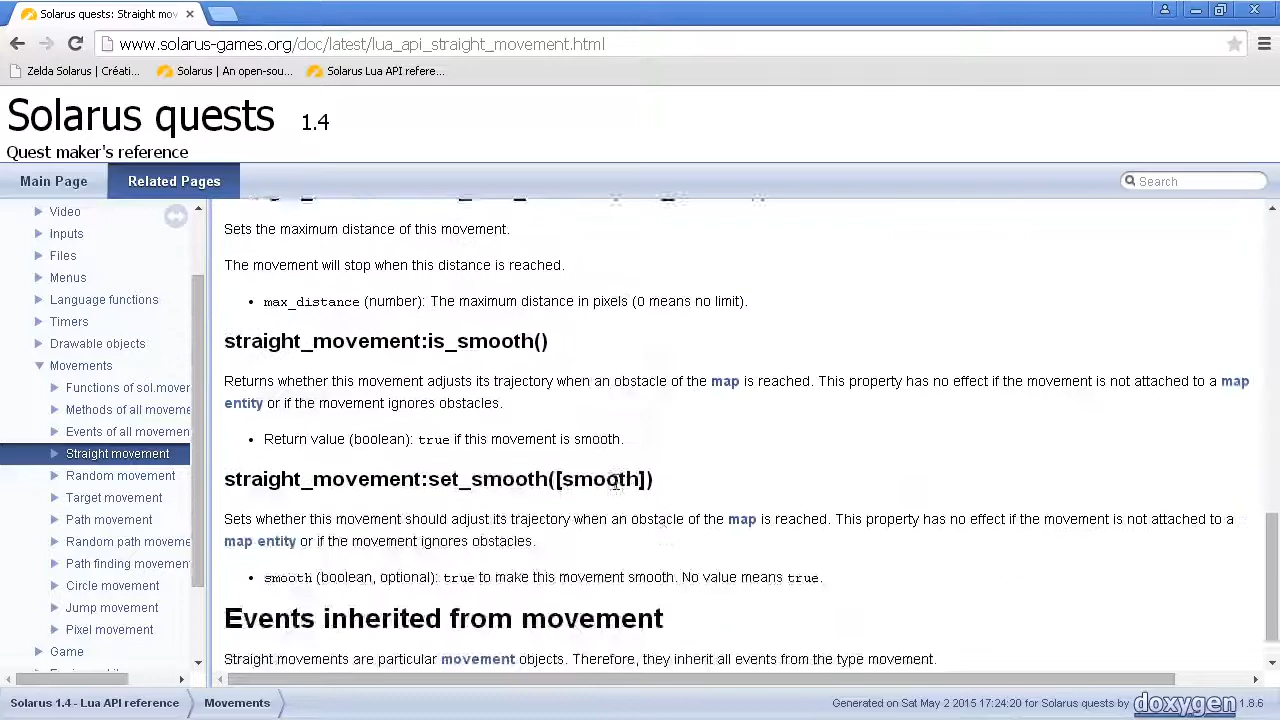 Solarus quests: Straight mov
www.solarus-games.org/doc/latest/lua_api_straight_movement.html
Zelda Solarus | Créati...
Solarus | An open-sou...
Solarus Lua API refere...
Solarus quests 1.4
Quest maker's reference
Main Page
Related Pages
Search
Video
Inputs
Files
Menus
Language functions
Timers
Drawable objects
Movements
Functions of sol.mover
Methods of all moveme
Events of all movemen
Straight movement
Random movement
Target movement
Path movement
Random path moveme
Path finding movemen
Circle movement
Jump movement
Pixel movement
Game
Sets the maximum distance of this movement.
The movement will stop when this distance is reached.
• max_distance (number): The maximum distance in pixels (0 means no limit).
straight_movement:is_smooth()
Returns whether this movement adjusts its trajectory when an obstacle of the map is reached. This property has no effect if the movement is not attached to a map
entity or if the movement ignores obstacles.
• Return value (boolean): true if this movement is smooth.
straight_movement:set_smooth([smooth])
Sets whether this movement should adjust its trajectory when an obstacle of the map is reached. This property has no effect if the movement is not attached to a
map entity or if the movement ignores obstacles.
• smooth (boolean, optional): true to make this movement smooth. No value means true.
Events inherited from movement
Straight movements are particular movement objects. Therefore, they inherit all events from the type movement.
Solarus 1.4 - Lua API reference
Movements
Generated on Sat May 2 2015 17:24:20 for Solarus quests by doxygen 1.8.6